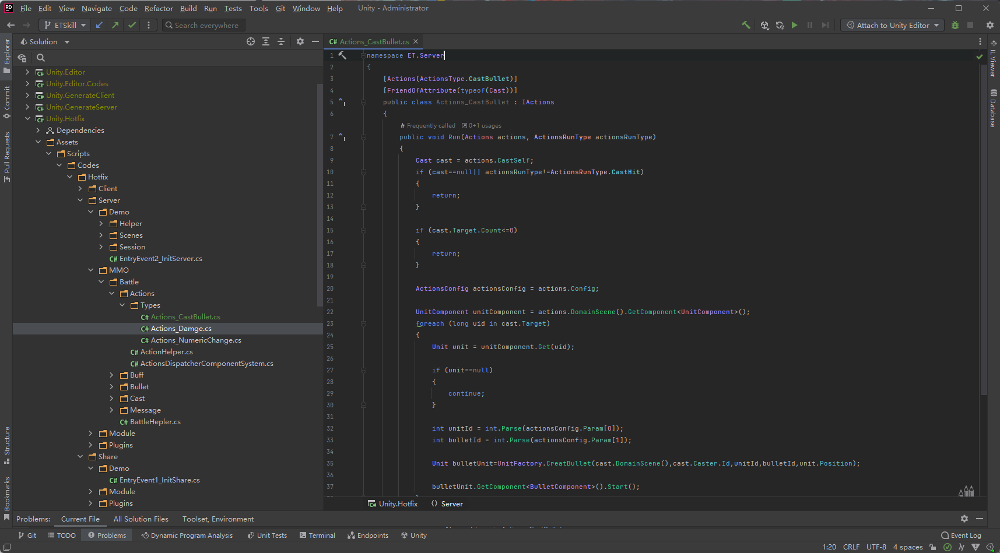 RD File Edit View Navigate Code Refactor Build Run Tests Tools Git Window Help Unity - Administrator
ETSkill Search everywhere Attach to Unity Editor
Solution
Actions_CastBullet.cs
Explorer
Commit
Pull Requests
Structure
Bookmarks
Unity.Editor
Unity.Editor.Codes
Unity.GenerateClient
Unity.GenerateServer
Unity.Hotfix
Dependencies
Assets
Scripts
Codes
Hotfix
Client
Server
Demo
Helper
Scenes
Session
C# EntryEvent2_InitServer.cs
MMO
Battle
Actions
Types
C# Actions_CastBullet.cs
C# Actions_Damge.cs
C# Actions_NumericChange.cs
C# ActionHelper.cs
C# ActionsDispatcherComponentSystem.cs
Buff
Bullet
Cast
Message
C# BattleHepler.cs
Module
Plugins
Share
Demo
C# EntryEvent1_InitShare.cs
Module
Plugins
1 namespace ET.Server
2 {
3 [Actions(ActionsType.CastBullet)]
4 [FriendOfAttribute(typeof(Cast))]
5 public class Actions_CastBullet : IActions
6 {
Frequently called 0+1 usages
7 public void Run(Actions actions, ActionsRunType actionsRunType)
8 {
9 Cast cast = actions.CastSelf;
10 if (cast==null|| actionsRunType!=ActionsRunType.CastHit)
11 {
12 return;
13 }
14
15 if (cast.Target.Count<=0)
16 {
17 return;
18 }
19
20 ActionsConfig actionsConfig = actions.Config;
21
22 UnitComponent unitComponent = actions.DomainScene().GetComponent<UnitComponent>();
23 foreach (long uid in cast.Target)
24 {
25 Unit unit = unitComponent.Get(uid);
26
27 if (unit==null)
28 {
29 continue;
30 }
31
32 int unitId = int.Parse(actionsConfig.Param[0]);
33 int bulletId = int.Parse(actionsConfig.Param[1]);
34
35 Unit bulletUnit=UnitFactory.CreatBullet(cast.DomainScene(),cast.Caster.Id,unitId,bulletId,unit.Position);
36
37 bulletUnit.GetComponent<BulletComponent>().Start();
IL Viewer
Database
Unity.Hotfix Server
Problems: Current File All Solution Files Toolset, Environment
Git TODO Problems Dynamic Program Analysis Unit Tests Terminal Endpoints Unity Event Log
1:20 CRLF UTF-8 4 spaces